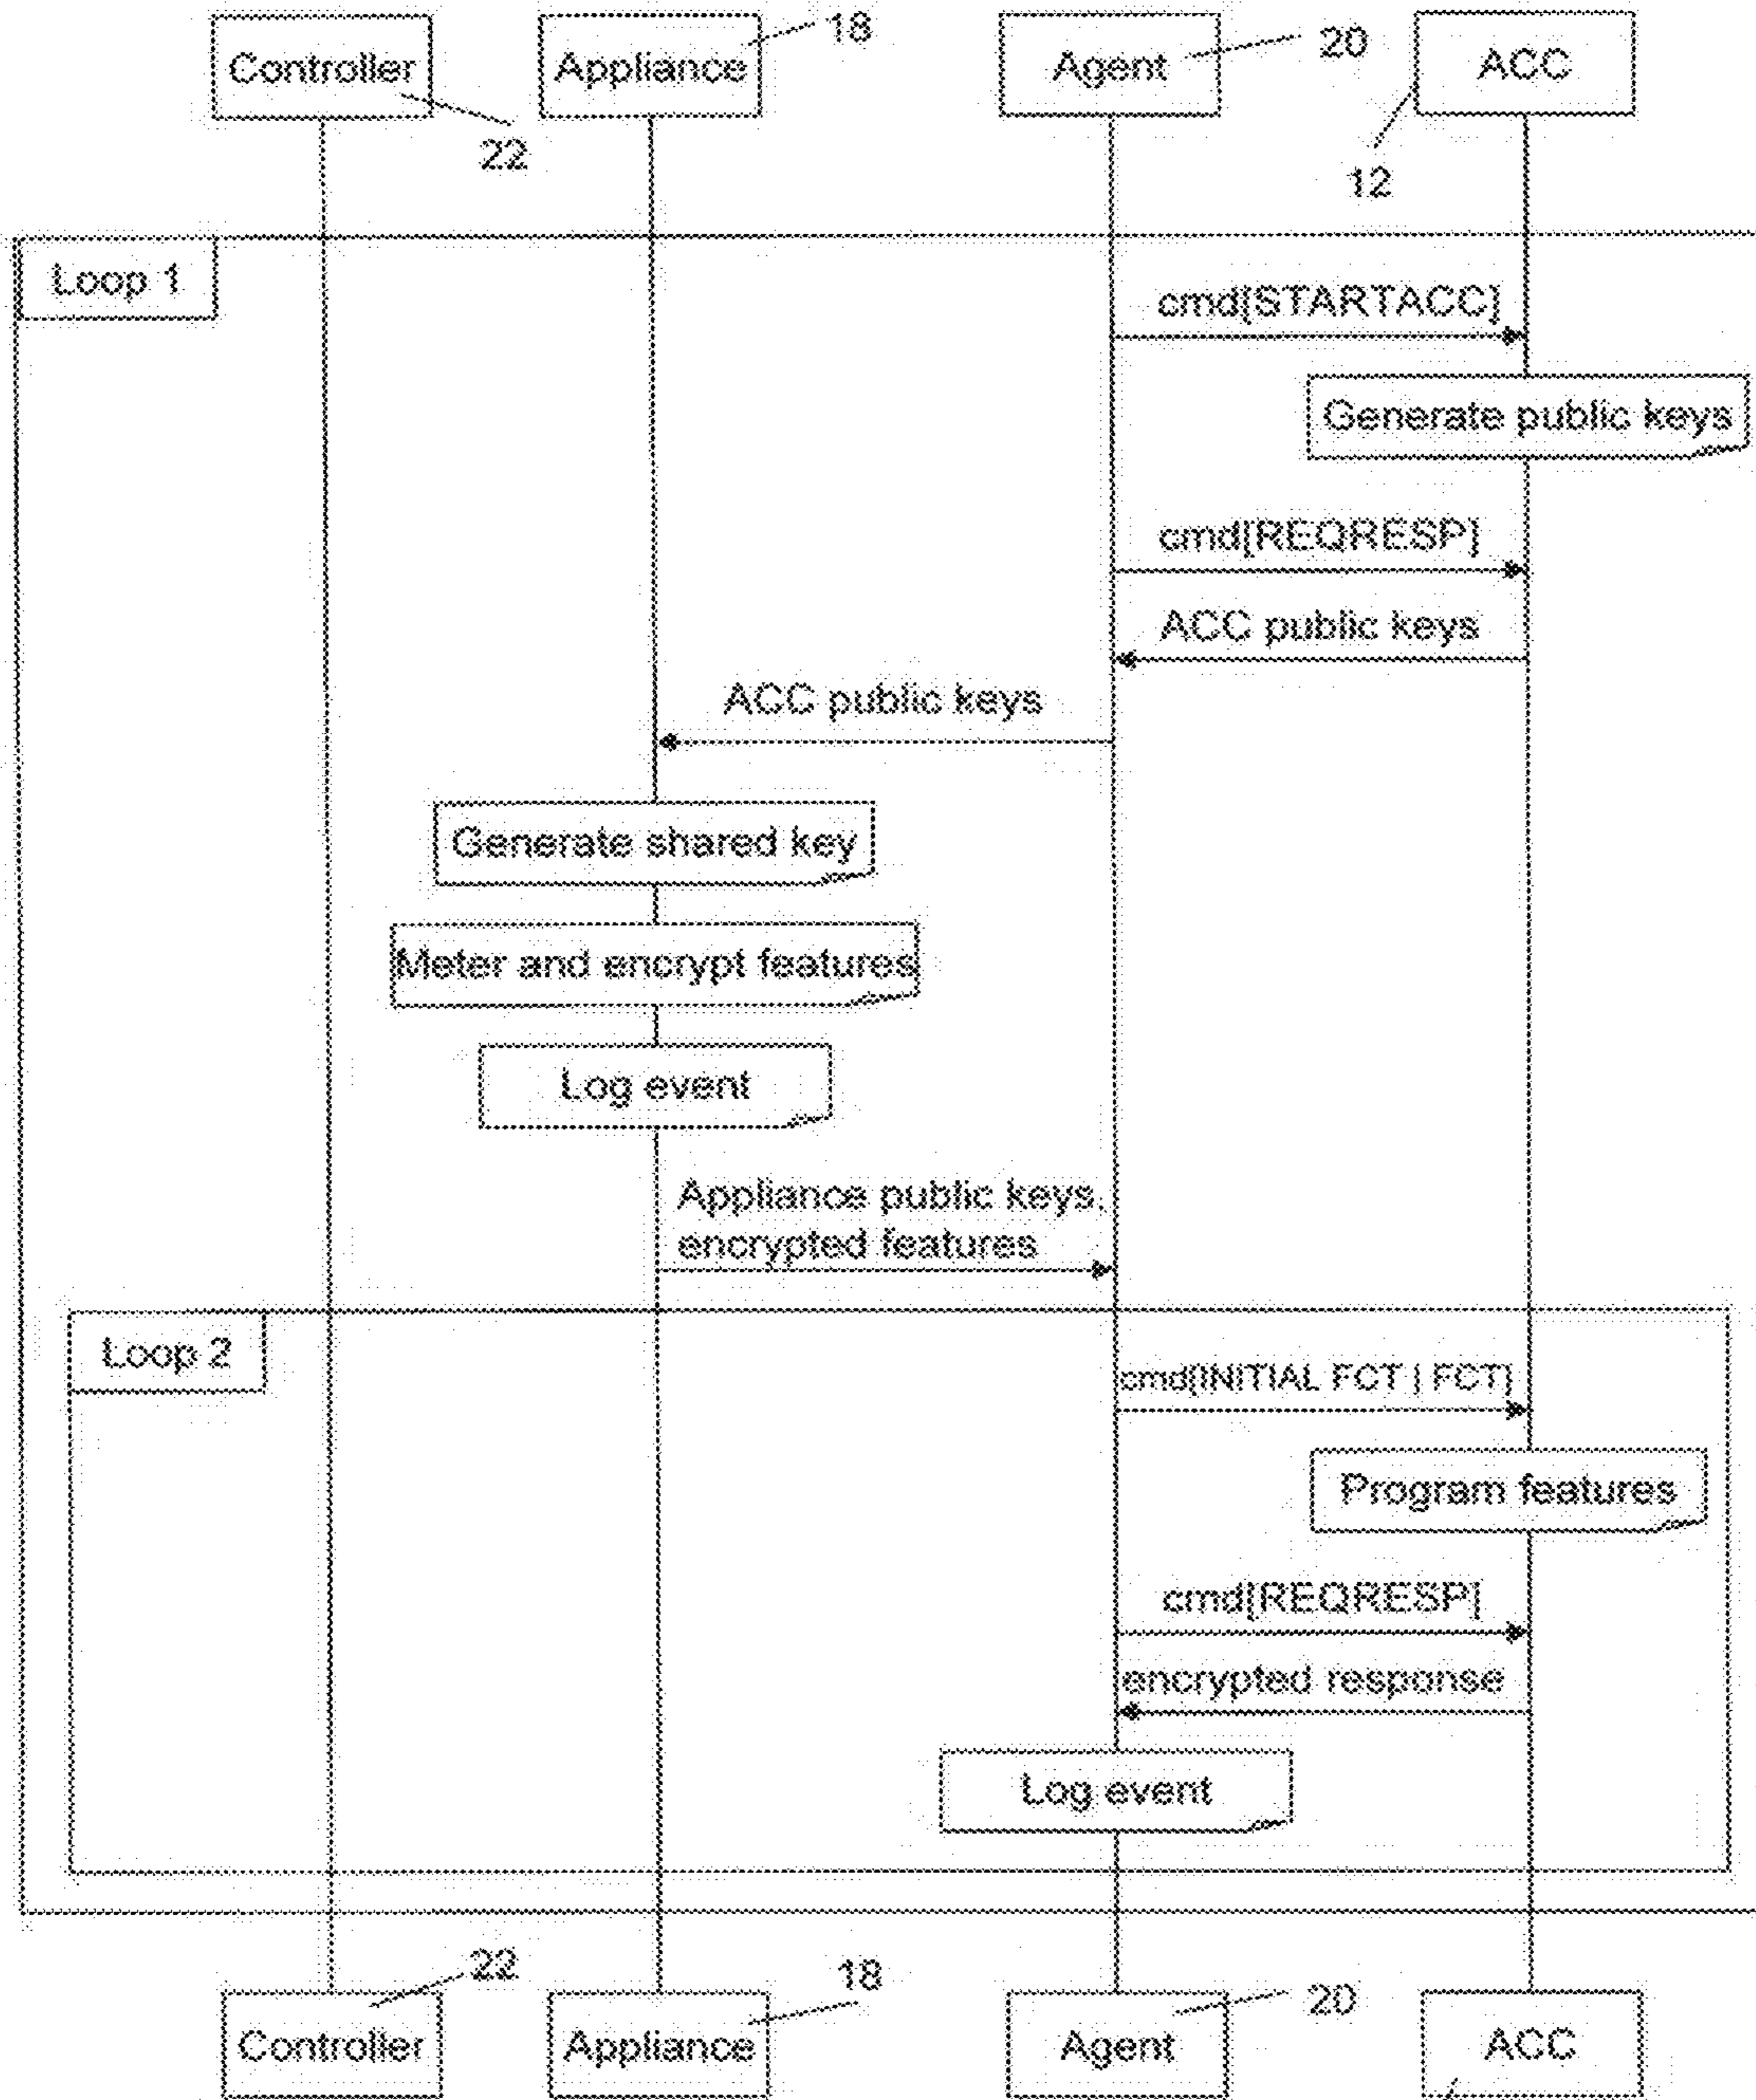 Controller
Appliance
18
Agent
20
ACC
22
12
Loop 1
cmd[STARTACC]
Generate public keys
cmd[REQRESP]
ACC public keys
ACC public keys
Generate shared key
Meter and encrypt features
Log event
Appliance public keys,
encrypted features
Loop 2
cmd[INITIAL FCT | FCT]
Program features
cmd[REQRESP]
encrypted response
Log event
22
18
20
Controller
Appliance
Agent
ACC